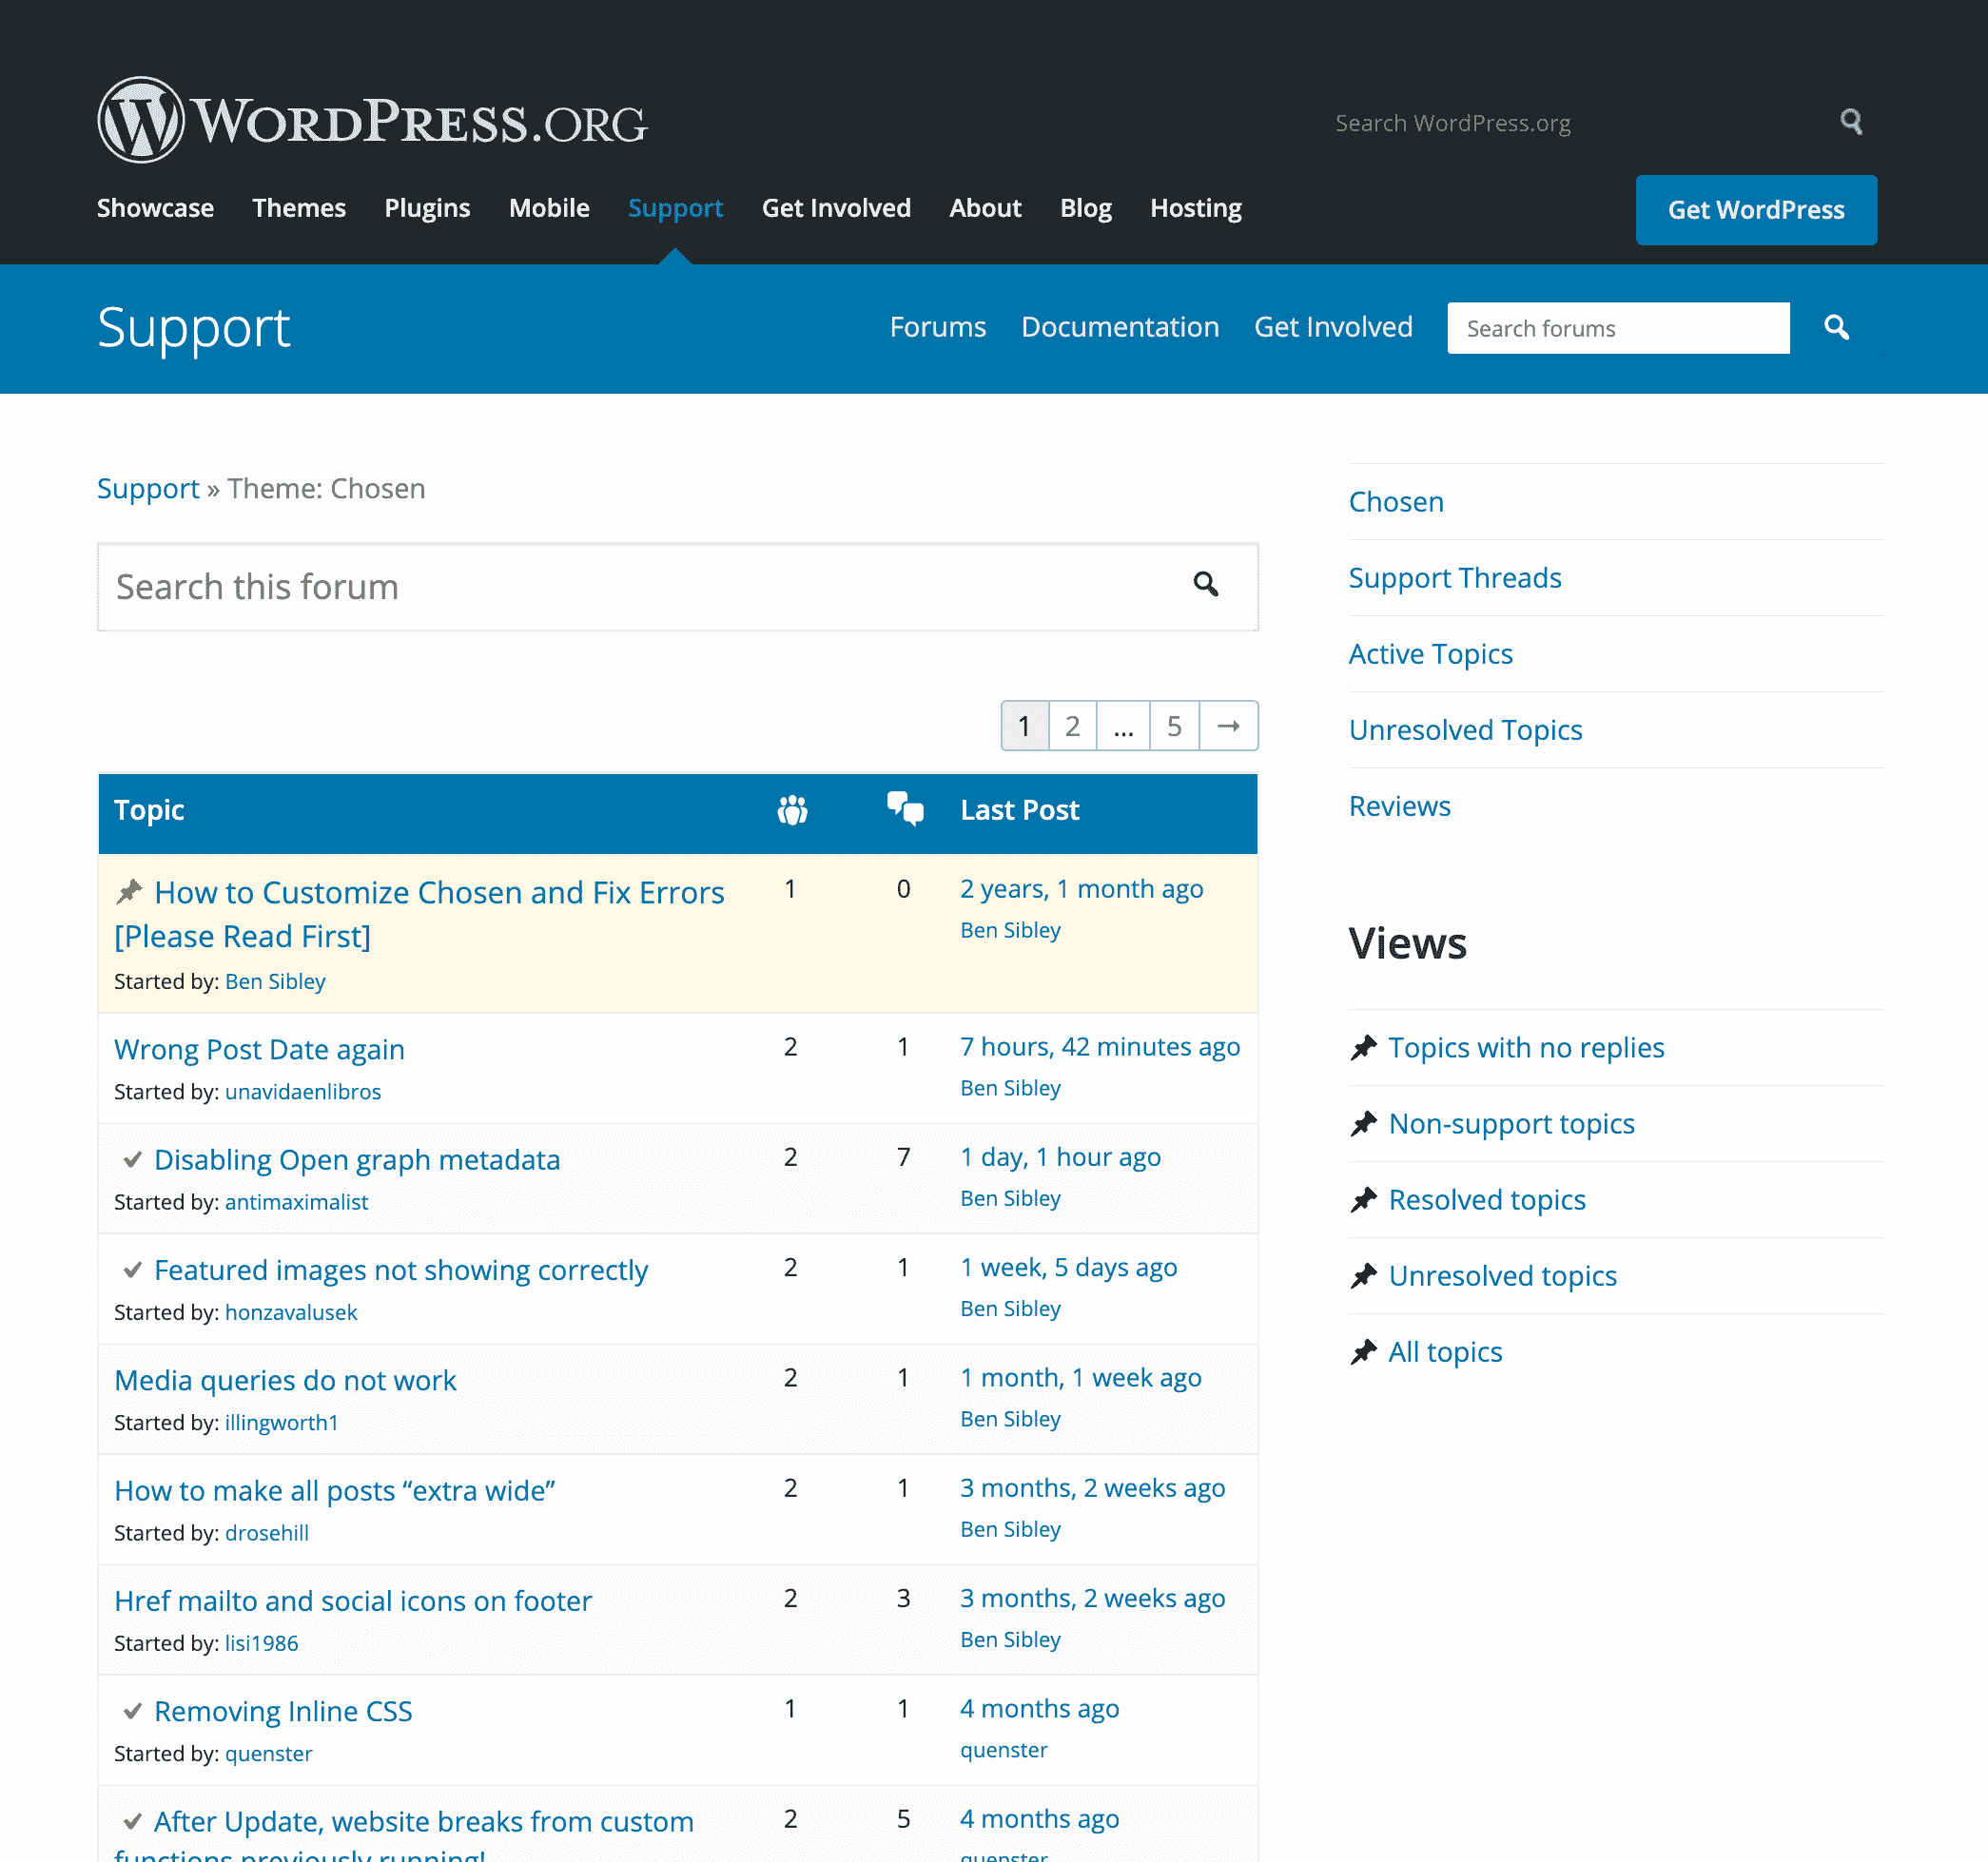 WORDPRESS.ORG
Search WordPress.org
Showcase Themes Plugins Mobile Support Get Involved About Blog Hosting
Get WordPress
Support
Forums Documentation Get Involved
Search forums
Support » Theme: Chosen
Search this forum
1 2 ... 5 →
Topic Last Post
How to Customize Chosen and Fix Errors 1 0 2 years, 1 month ago
[Please Read First] Ben Sibley
Started by: Ben Sibley
Wrong Post Date again 2 1 7 hours, 42 minutes ago
Started by: unavidaenlibros Ben Sibley
Disabling Open graph metadata 2 7 1 day, 1 hour ago
Started by: antimaximalist Ben Sibley
Featured images not showing correctly 2 1 1 week, 5 days ago
Started by: honzavalusek Ben Sibley
Media queries do not work 2 1 1 month, 1 week ago
Started by: illingworth1 Ben Sibley
How to make all posts “extra wide” 2 1 3 months, 2 weeks ago
Started by: drosehill Ben Sibley
Href mailto and social icons on footer 2 3 3 months, 2 weeks ago
Started by: lisi1986 Ben Sibley
Removing Inline CSS 1 1 4 months ago
Started by: quenster quenster
After Update, website breaks from custom 2 5 4 months ago
functions previously running! quenster
Chosen
Support Threads
Active Topics
Unresolved Topics
Reviews
Views
Topics with no replies
Non-support topics
Resolved topics
Unresolved topics
All topics